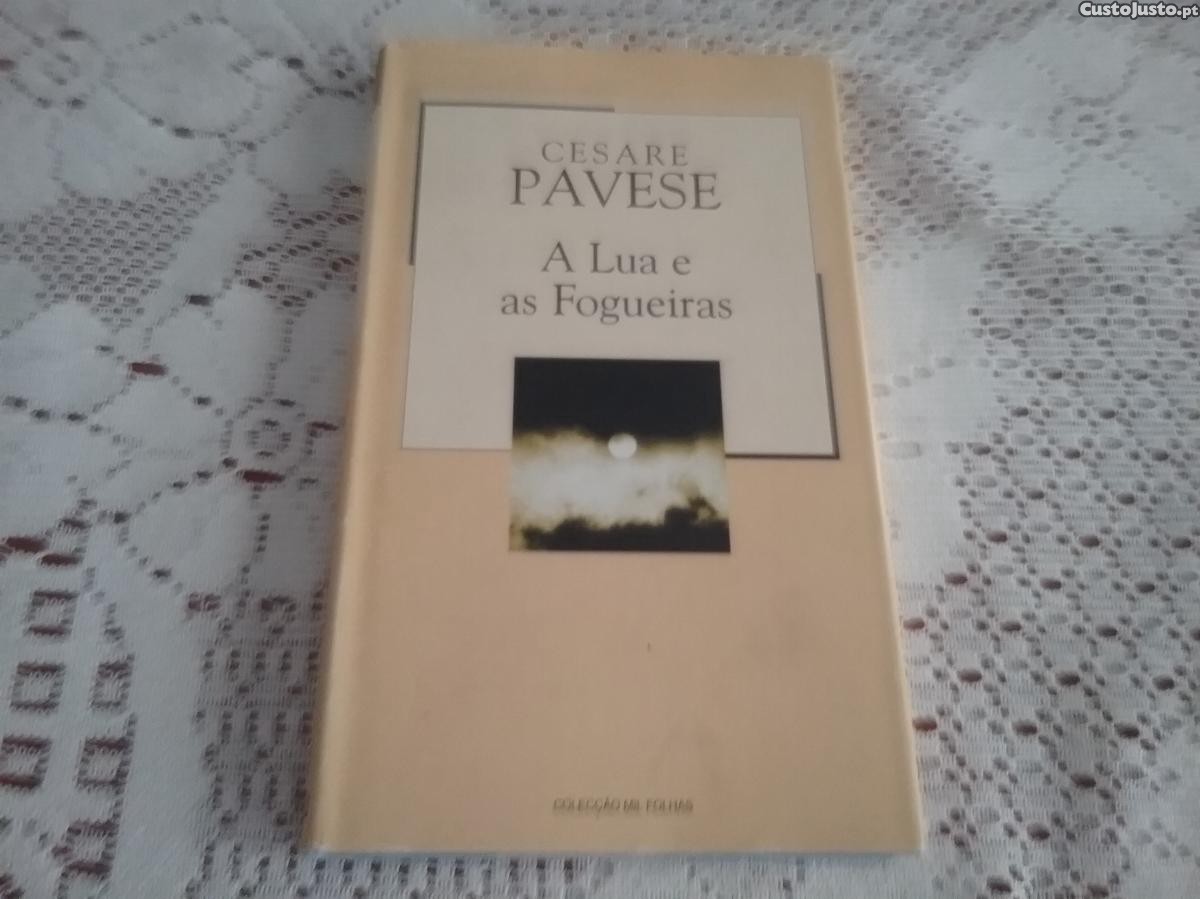 CustoJusto.pt
CESARE
PAVESE
A Lua e
as Fogueiras
COLECÇÃO MIL FOLHAS